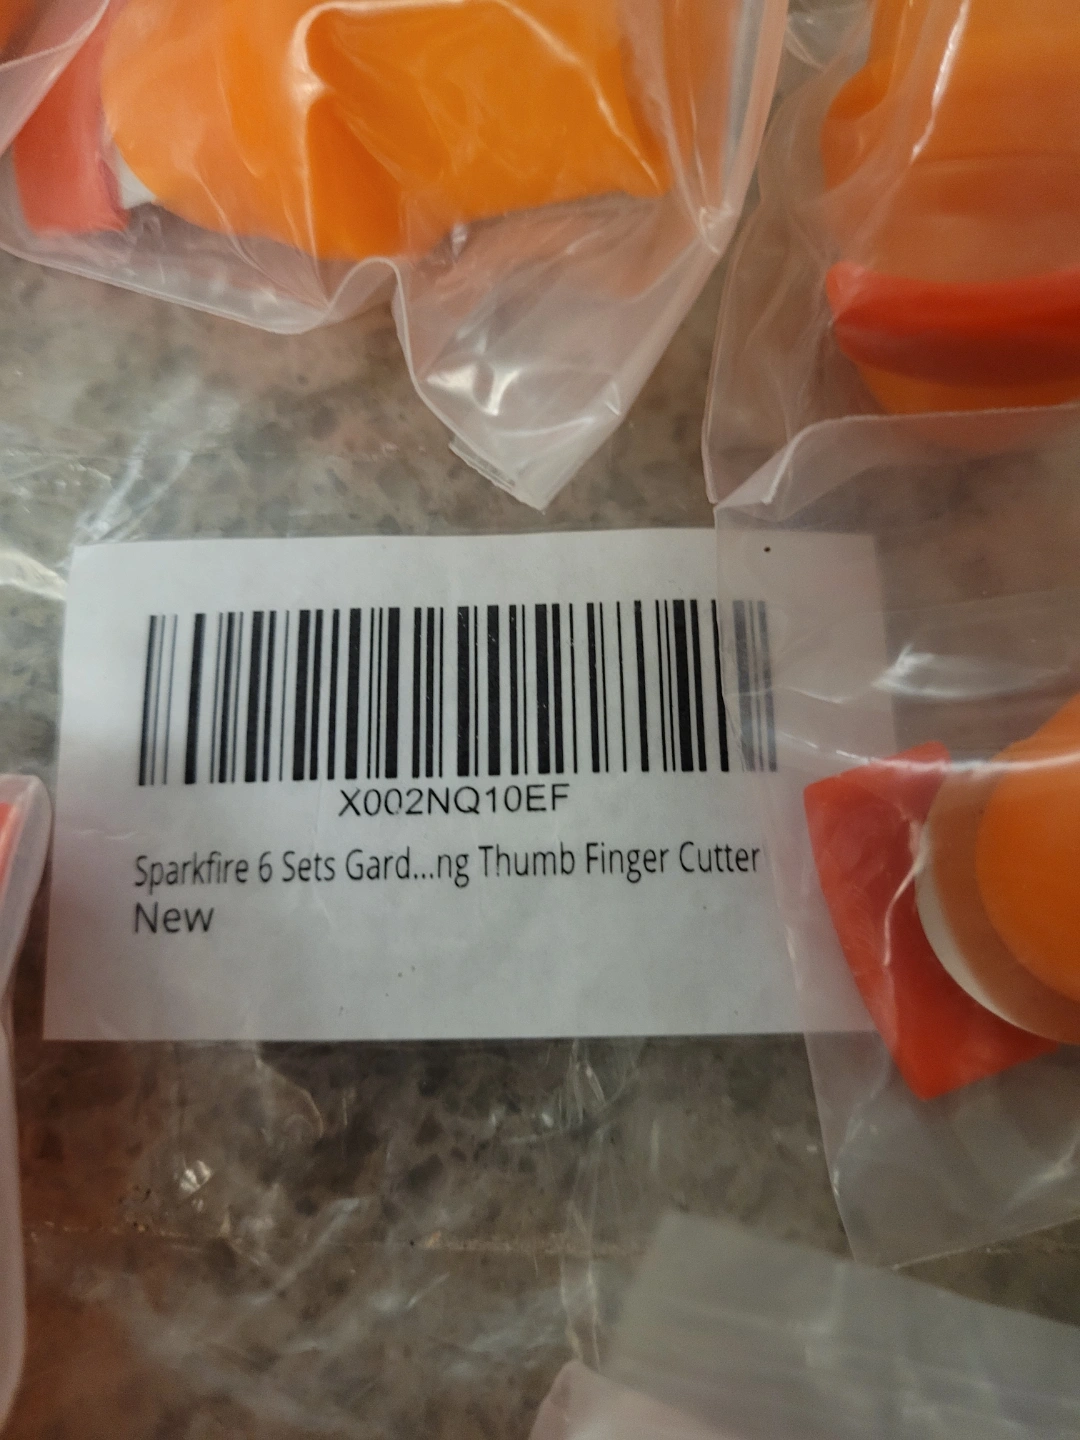 X002NQ10EF
Sparkfire 6 Sets Gard...ng Thumb Finger Cutter
New